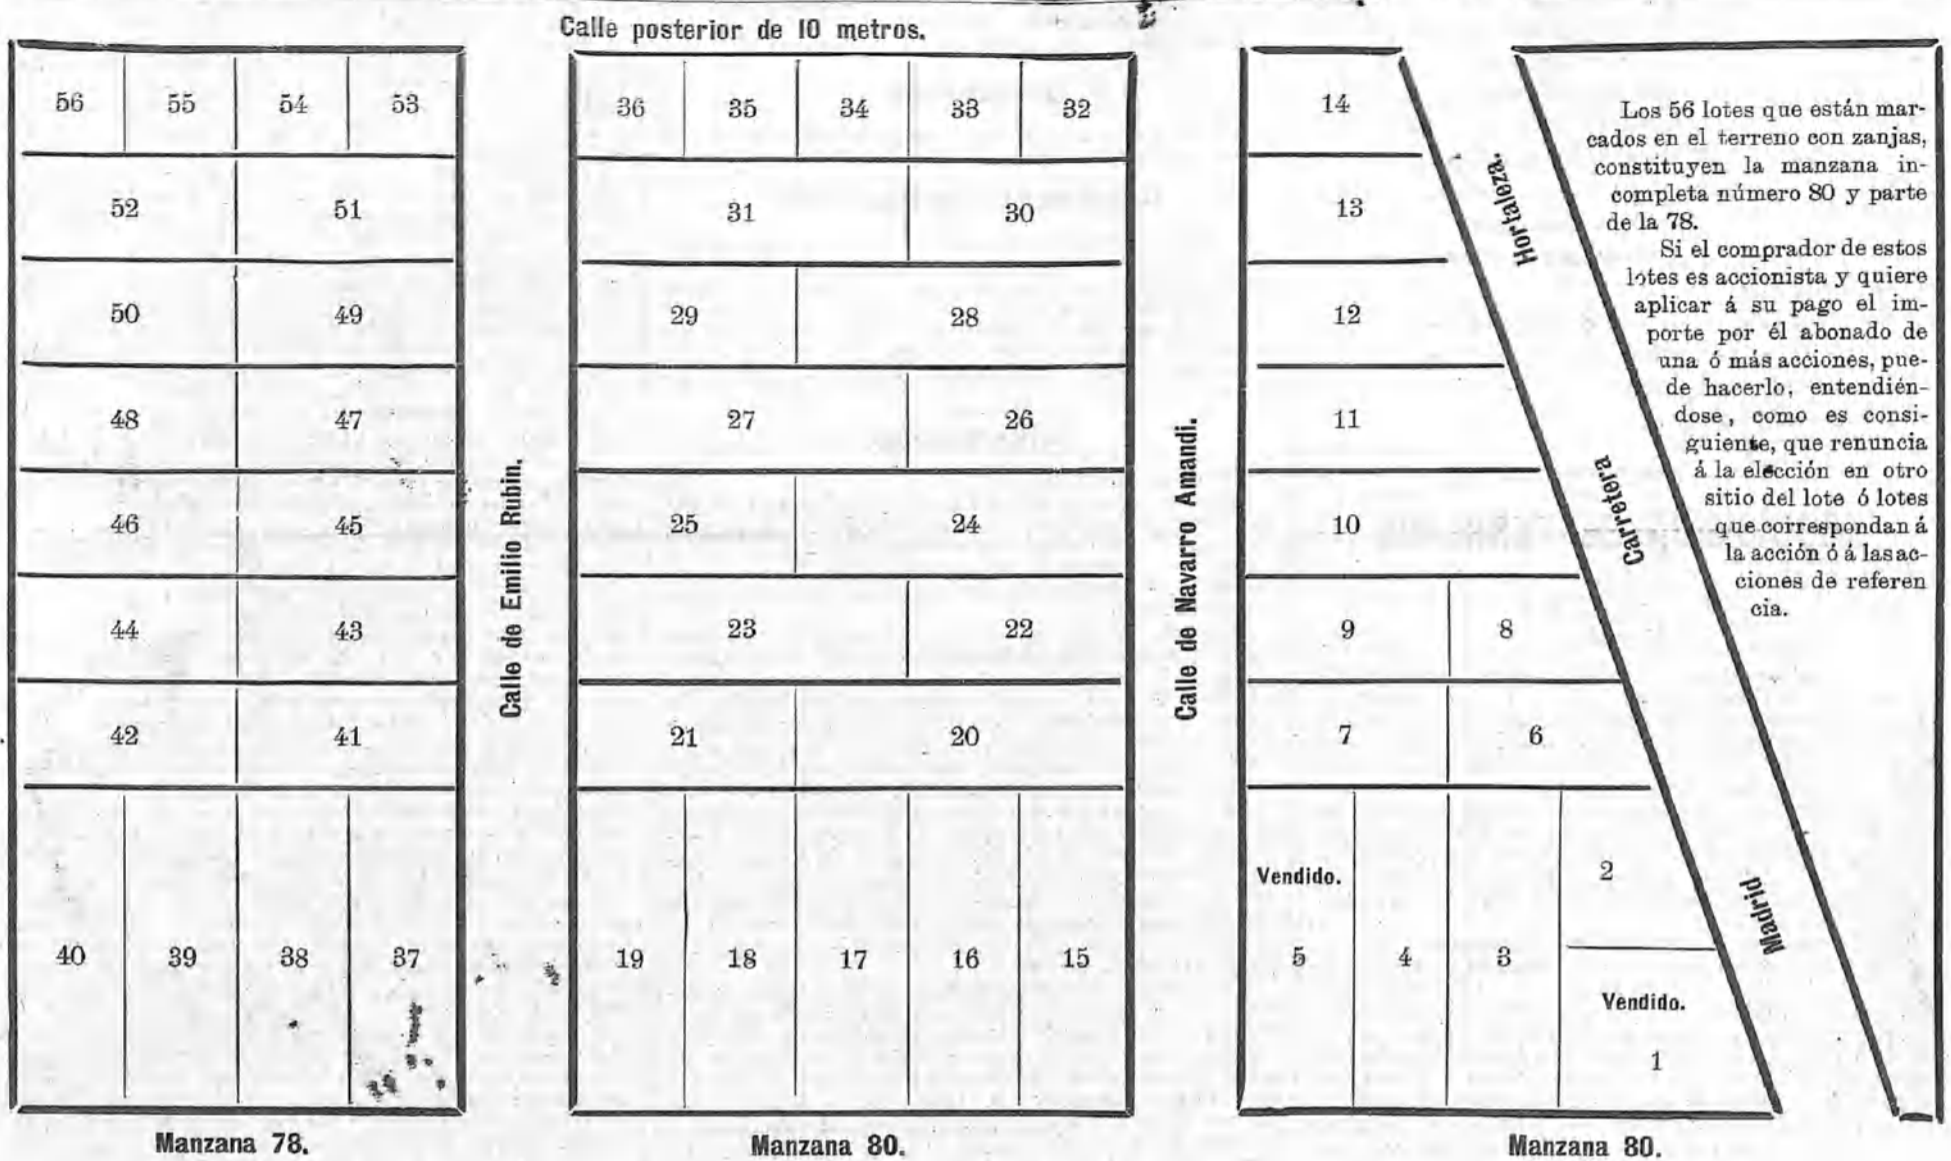 Calle posterior de 10 metros.
56 55 54 53
52 51
50 49
48 47
46 45
44 43
42 41
40 39 38 37
Manzana 78.
Calle de Emilio Rubin.
36 35 34 33 32
31 30
29 28
27 26
25 24
23 22
21 20
19 18 17 16 15
Manzana 80.
Calle de Navarro Amandi.
14
13
12
11
10
9 8
7 6
Vendido.
5 4 3
2
Vendido.
1
Manzana 80.
Hortaleza.
Carretera
Madrid
Los 56 lotes que están mar-
cados en el terreno con zanjas,
constituyen la manzana in-
completa número 80 y parte
de la 78.
Si el comprador de estos
lotes es accionista y quiere
aplicar á su pago el im-
porte por él abonado de
una ó más acciones, pue-
de hacerlo, entendién-
dose, como es consi-
guiente, que renuncia
á la elección en otro
sitio del lote ó lotes
que correspondan á
la acción ó á las ac-
ciones de referen
cia.